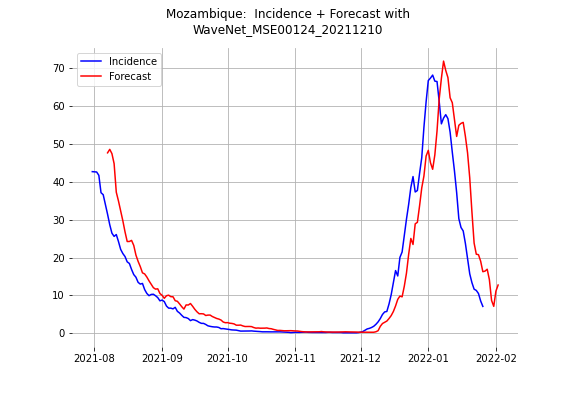 Mozambique:  Incidence + Forecast with
WaveNet_MSE00124_20211210
Incidence
Forecast
70
60
50
40
30
20
10
0
2021-08 2021-09 2021-10 2021-11 2021-12 2022-01 2022-02